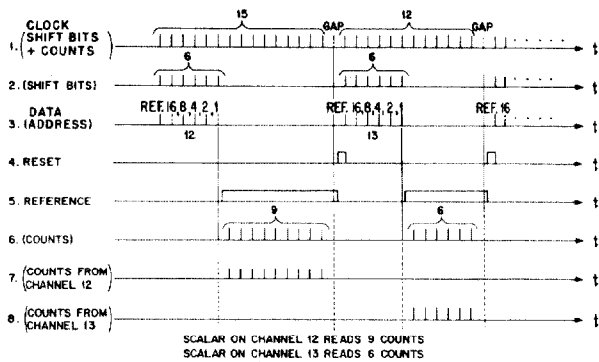 15 GAP 12 GAP
CLOCK
1. (SHIFT BITS + COUNTS) t
6 6
2. (SHIFT BITS) t
REF. 16, 8, 4, 2, 1 REF. 16, 8, 4, 2, 1 REF. 16
DATA
3. (ADDRESS) t
12 13
4. RESET t
5. REFERENCE t
9 6
6. (COUNTS) t
7. (COUNTS FROM CHANNEL 12) t
8. (COUNTS FROM CHANNEL 13) t
SCALAR ON CHANNEL 12 READS 9 COUNTS
SCALAR ON CHANNEL 13 READS 6 COUNTS